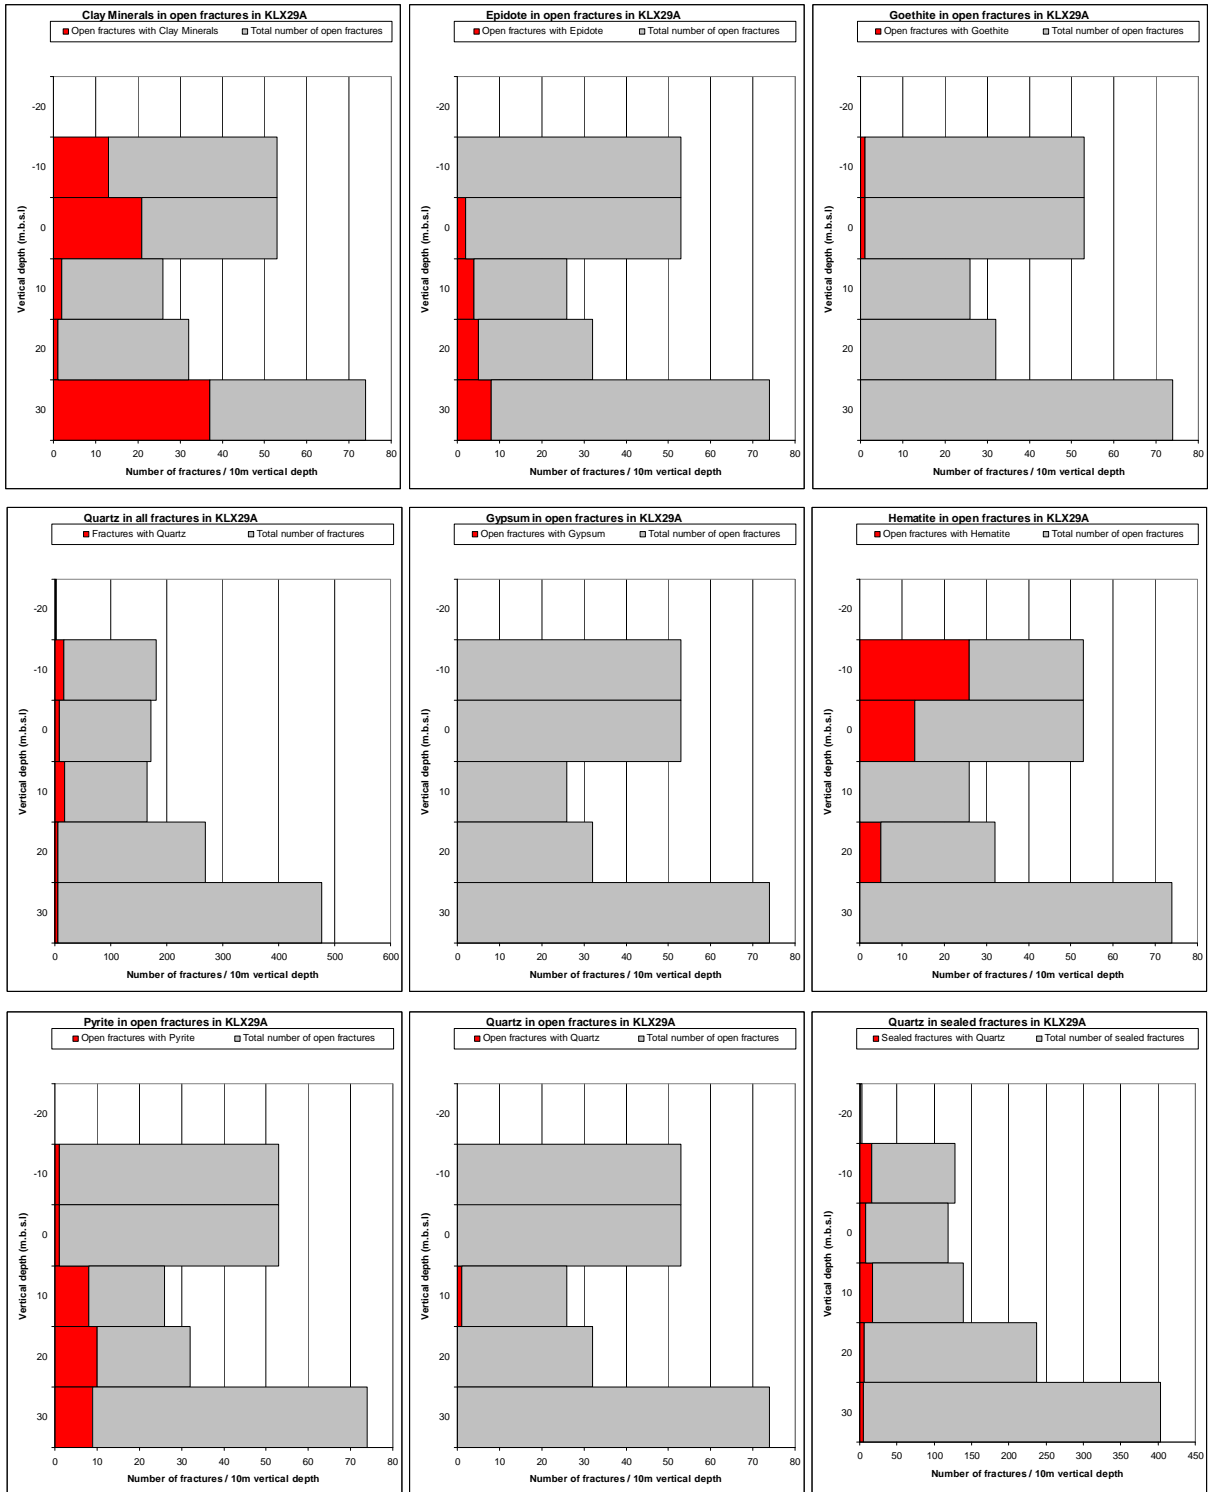 Clay Minerals in open fractures in KLX29A
Open fractures with Clay Minerals Total number of open fractures
-20
-10
0
10
20
30
Vertical depth (m.b.s.l)
0 10 20 30 40 50 60 70 80
Number of fractures / 10m vertical depth
Epidote in open fractures in KLX29A
Open fractures with Epidote Total number of open fractures
-20
-10
0
10
20
30
Vertical depth (m.b.s.l)
0 10 20 30 40 50 60 70 80
Number of fractures / 10m vertical depth
Goethite in open fractures in KLX29A
Open fractures with Goethite Total number of open fractures
-20
-10
0
10
20
30
Vertical depth (m.b.s.l)
0 10 20 30 40 50 60 70 80
Number of fractures / 10m vertical depth
Quartz in all fractures in KLX29A
Fractures with Quartz Total number of fractures
-20
-10
0
10
20
30
Vertical depth (m.b.s.l)
0 100 200 300 400 500 600
Number of fractures / 10m vertical depth
Gypsum in open fractures in KLX29A
Open fractures with Gypsum Total number of open fractures
-20
-10
0
10
20
30
Vertical depth (m.b.s.l)
0 10 20 30 40 50 60 70 80
Number of fractures / 10m vertical depth
Hematite in open fractures in KLX29A
Open fractures with Hematite Total number of open fractures
-20
-10
0
10
20
30
Vertical depth (m.b.s.l)
0 10 20 30 40 50 60 70 80
Number of fractures / 10m vertical depth
Pyrite in open fractures in KLX29A
Open fractures with Pyrite Total number of open fractures
-20
-10
0
10
20
30
Vertical depth (m.b.s.l)
0 10 20 30 40 50 60 70 80
Number of fractures / 10m vertical depth
Quartz in open fractures in KLX29A
Open fractures with Quartz Total number of open fractures
-20
-10
0
10
20
30
Vertical depth (m.b.s.l)
0 10 20 30 40 50 60 70 80
Number of fractures / 10m vertical depth
Quartz in sealed fractures in KLX29A
Sealed fractures with Quartz Total number of sealed fractures
-20
-10
0
10
20
30
Vertical depth (m.b.s.l)
0 50 100 150 200 250 300 350 400 450
Number of fractures / 10m vertical depth